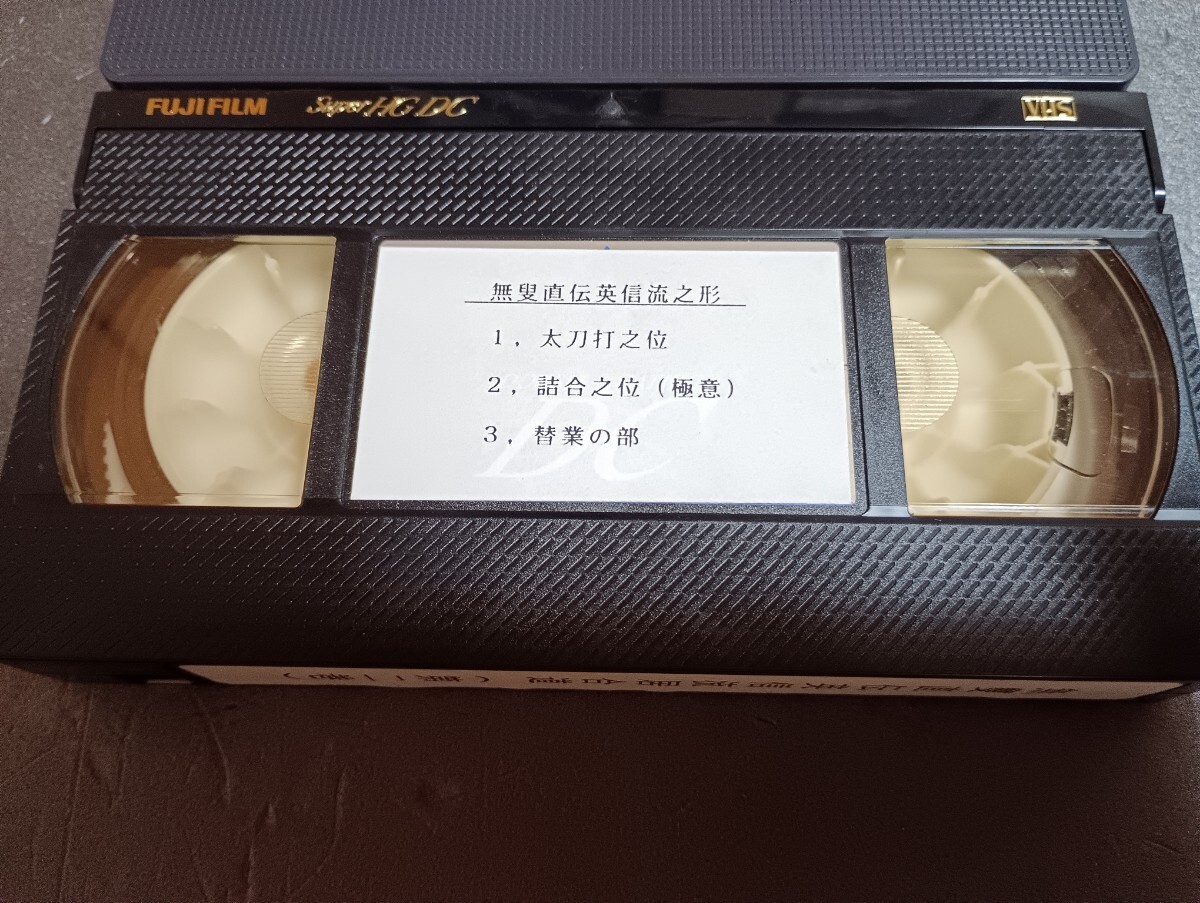 FUJIFILM Super HG DC VHS
無叟直伝英信流之形
1，太刀打之位
2，詰合之位（極意）
3，替業の部
DC